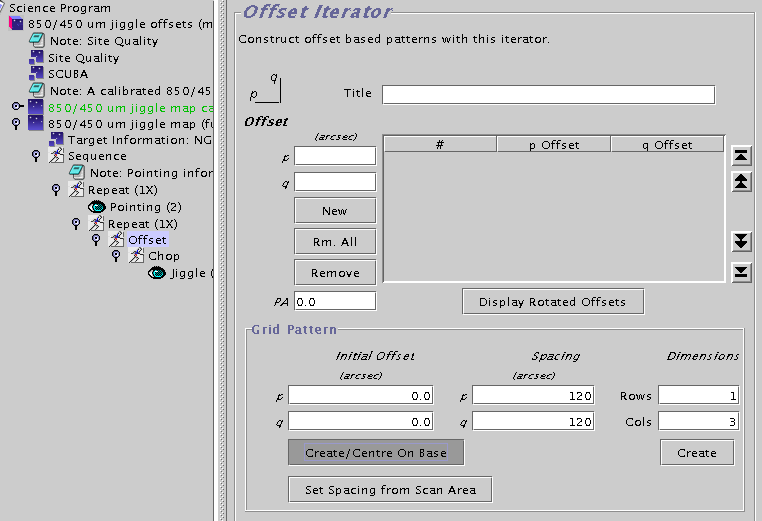 Science Program
850/450 um jiggle offsets (m
Note: Site Quality
Site Quality
SCUBA
Note: A calibrated 850/45
850/450 um jiggle map ca
850/450 um jiggle map (fu
Target Information: NG
Sequence
Note: Pointing infor
Repeat (1X)
Pointing (2)
Repeat (1X)
Offset
Chop
Jiggle (
Offset Iterator
Construct offset based patterns with this iterator.
q
p
Title
Offset
(arcsec)
p
q
New
Rm. All
Remove
PA 0.0
# p Offset q Offset
Display Rotated Offsets
Grid Pattern
Initial Offset Spacing Dimensions
(arcsec) (arcsec)
p 0.0 p 120 Rows 1
q 0.0 q 120 Cols 3
Create/Centre On Base Create
Set Spacing from Scan Area